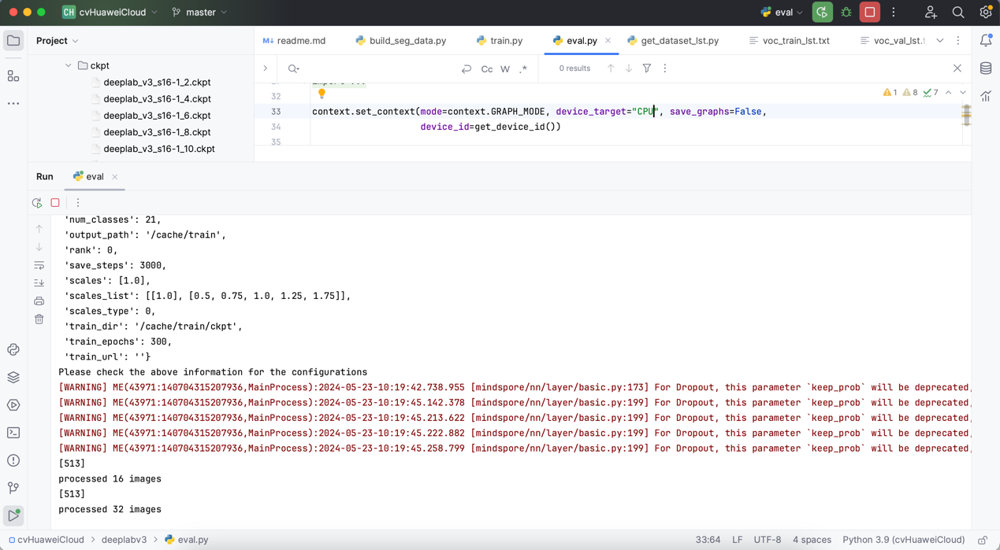 CH cvHuaweiCloud master eval
Project
readme.md build_seg_data.py train.py eval.py get_dataset_lst.py voc_train_lst.txt voc_val_lst.t
ckpt
deeplab_v3_s16-1_2.ckpt
deeplab_v3_s16-1_4.ckpt
deeplab_v3_s16-1_6.ckpt
deeplab_v3_s16-1_8.ckpt
deeplab_v3_s16-1_10.ckpt
Cc W .* 0 results
1 8 7
32
33 context.set_context(mode=context.GRAPH_MODE, device_target="CPU", save_graphs=False,
34 device_id=get_device_id())
35
Run eval
'num_classes': 21,
'output_path': '/cache/train',
'rank': 0,
'save_steps': 3000,
'scales': [1.0],
'scales_list': [[1.0], [0.5, 0.75, 1.0, 1.25, 1.75]],
'scales_type': 0,
'train_dir': '/cache/train/ckpt',
'train_epochs': 300,
'train_url': ''}
Please check the above information for the configurations
[WARNING] ME(43971:140704315207936,MainProcess):2024-05-23-10:19:42.738.955 [mindspore/nn/layer/basic.py:173] For Dropout, this parameter `keep_prob` will be deprecated,
[WARNING] ME(43971:140704315207936,MainProcess):2024-05-23-10:19:45.142.378 [mindspore/nn/layer/basic.py:199] For Dropout, this parameter `keep_prob` will be deprecated,
[WARNING] ME(43971:140704315207936,MainProcess):2024-05-23-10:19:45.213.622 [mindspore/nn/layer/basic.py:199] For Dropout, this parameter `keep_prob` will be deprecated,
[WARNING] ME(43971:140704315207936,MainProcess):2024-05-23-10:19:45.222.882 [mindspore/nn/layer/basic.py:199] For Dropout, this parameter `keep_prob` will be deprecated,
[WARNING] ME(43971:140704315207936,MainProcess):2024-05-23-10:19:45.258.799 [mindspore/nn/layer/basic.py:199] For Dropout, this parameter `keep_prob` will be deprecated,
[513]
processed 16 images
[513]
processed 32 images
cvHuaweiCloud > deeplabv3 > eval.py 33:64 LF UTF-8 4 spaces Python 3.9 (cvHuaweiCloud)